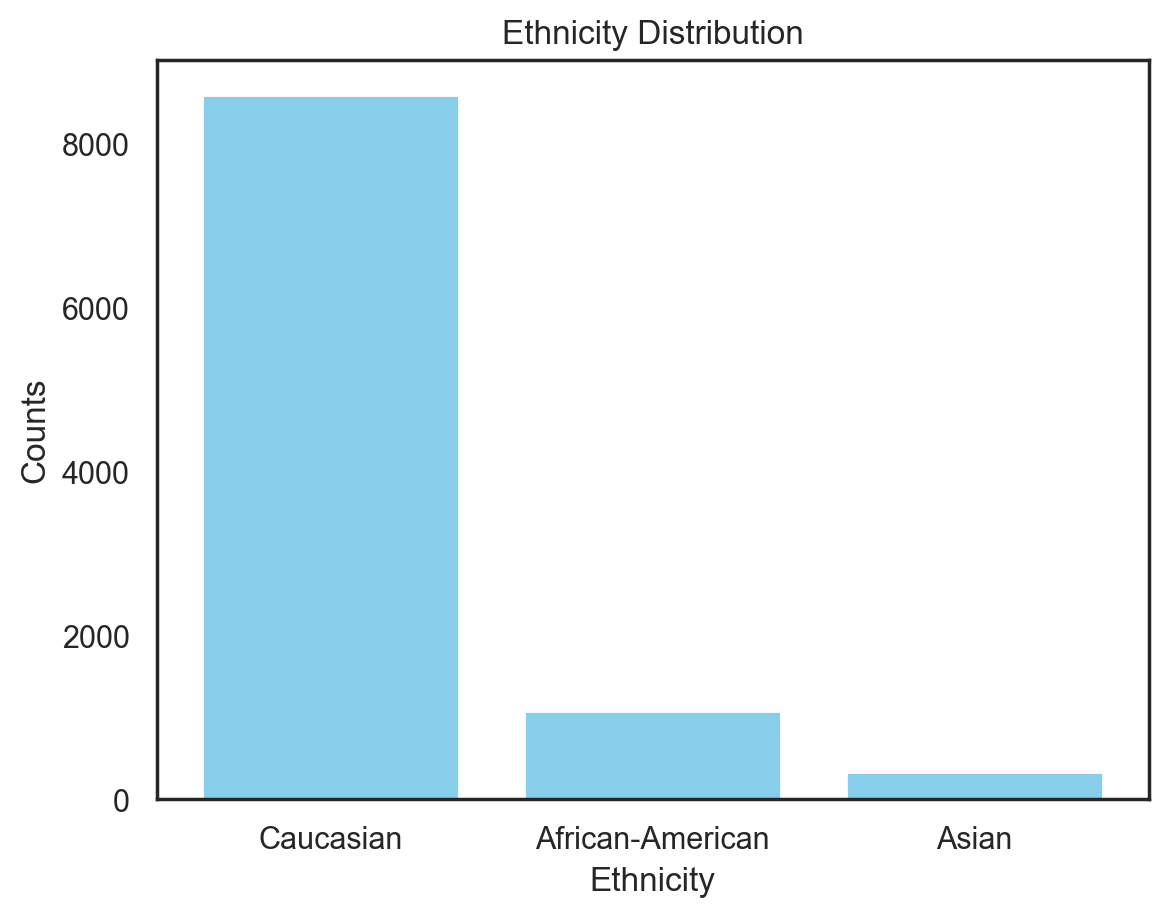 Ethnicity Distribution
8000
6000
4000
2000
0
Counts
Caucasian
African-American
Asian
Ethnicity